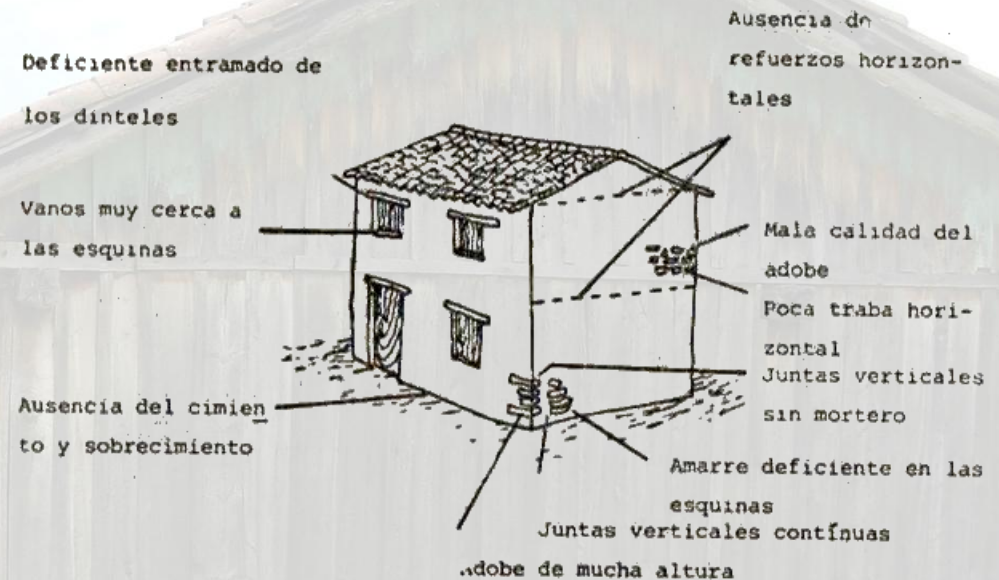 Deficiente entramado de
los dinteles
Vanos muy cerca a
las esquinas
Ausencia del cimien
to y sobrecimiento
Ausencia de
refuerzos horizon-
tales
Mala calidad del
adobe
Poca traba hori-
zontal
Juntas verticales
sin mortero
Amarre deficiente en las
esquinas
Juntas verticales contínuas
Adobe de mucha altura